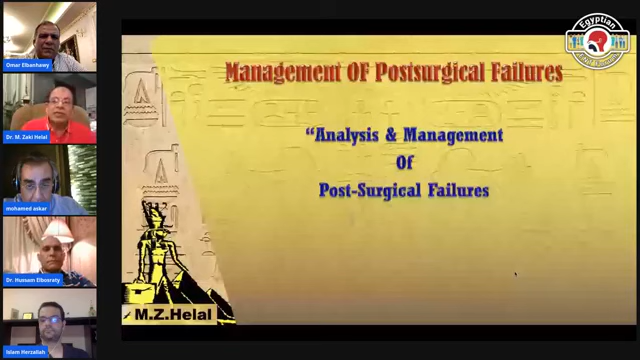 Omar Elbanhawy
Dr. M. Zaki Helal
mohamed askar
Dr. Hussam Elbosraty
Islam Herzallah
Egyptian
Management OF Postsurgical Failures
"Analysis & Management
Of
Post-Surgical Failures
M.Z.Helal